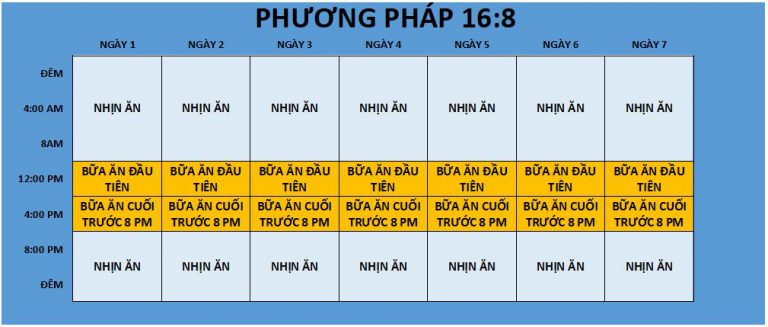 PHƯƠNG PHÁP 16:8
NGÀY 1 NGÀY 2 NGÀY 3 NGÀY 4 NGÀY 5 NGÀY 6 NGÀY 7
ĐÊM
4:00 AM NHỊN ĂN NHỊN ĂN NHỊN ĂN NHỊN ĂN NHỊN ĂN NHỊN ĂN NHỊN ĂN
8AM
12:00 PM BỮA ĂN ĐẦU BỮA ĂN ĐẦU BỮA ĂN ĐẦU BỮA ĂN ĐẦU BỮA ĂN ĐẦU BỮA ĂN ĐẦU BỮA ĂN ĐẦU
TIÊN TIÊN TIÊN TIÊN TIÊN TIÊN TIÊN
4:00 PM BỮA ĂN CUỐI BỮA ĂN CUỐI BỮA ĂN CUỐI BỮA ĂN CUỐI BỮA ĂN CUỐI BỮA ĂN CUỐI BỮA ĂN CUỐI
TRƯỚC 8 PM TRƯỚC 8 PM TRƯỚC 8 PM TRƯỚC 8 PM TRƯỚC 8 PM TRƯỚC 8 PM TRƯỚC 8 PM
8:00 PM
NHỊN ĂN NHỊN ĂN NHỊN ĂN NHỊN ĂN NHỊN ĂN NHỊN ĂN NHỊN ĂN
ĐÊM